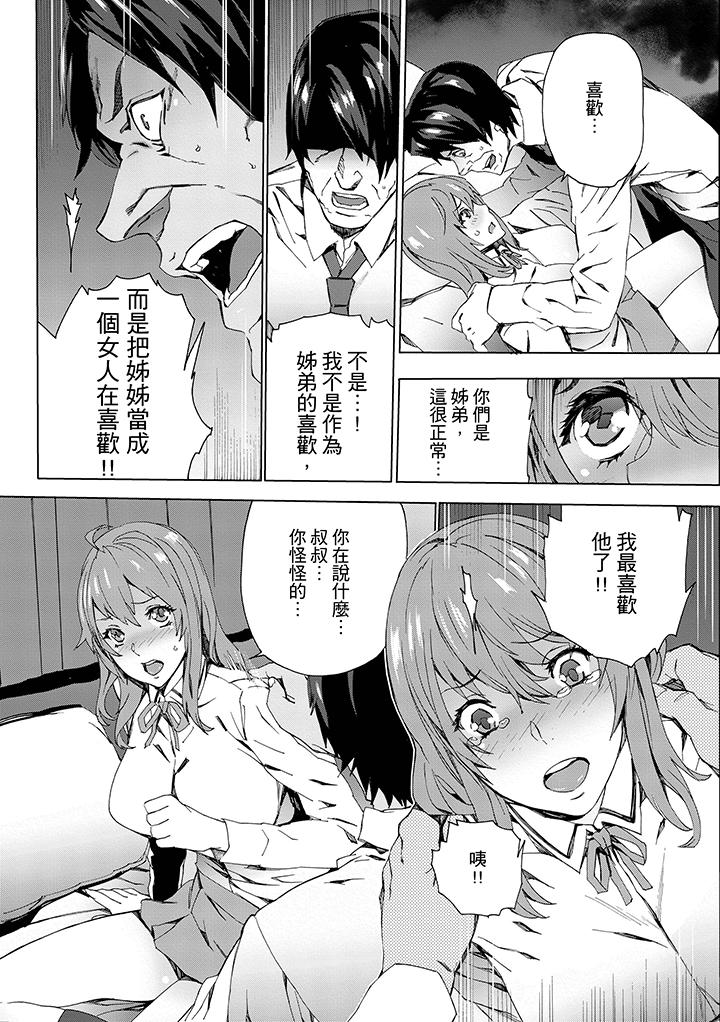 喜歡…
你們是
姊弟，
這很正常…
不是…！
我不是作為
姊弟的喜歡，
而是把姊姊當成
一個女人在喜歡!!
我最喜歡
他了!!
咦!!
你在說什麼…
叔叔…
你怪怪的…